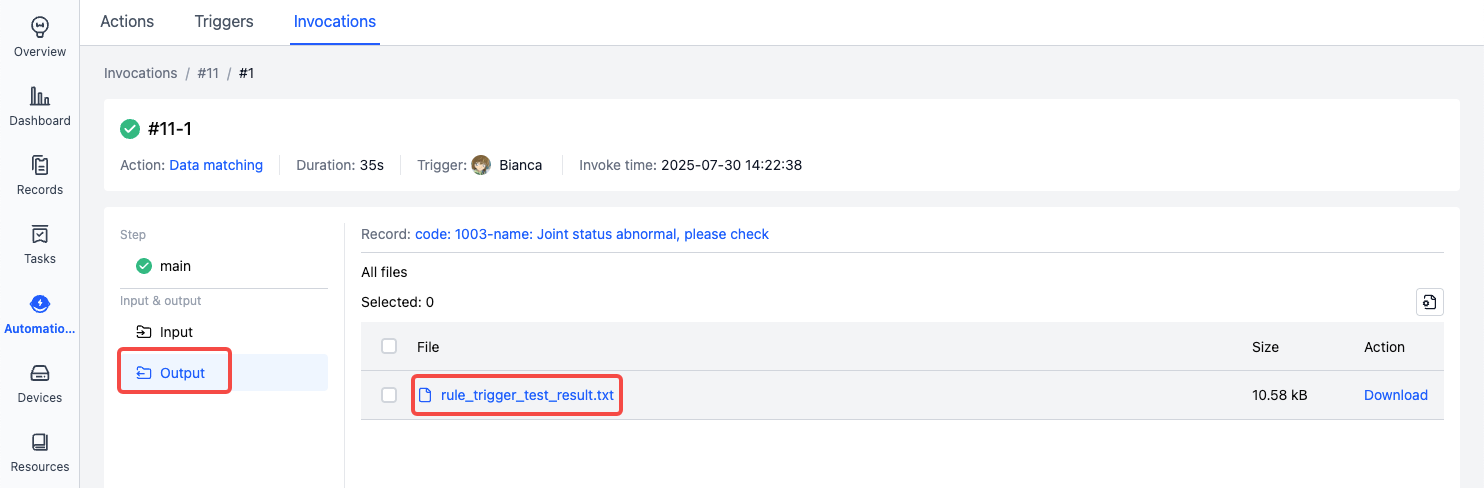 Actions Triggers Invocations
Overview
Dashboard
Records
Tasks
Automatio...
Devices
Resources
Invocations / #11 / #1
#11-1
Action: Data matching Duration: 35s Trigger: Bianca Invoke time: 2025-07-30 14:22:38
Step
main
Input & output
Input
Output
Record: code: 1003-name: Joint status abnormal, please check
All files
Selected: 0
File Size Action
rule_trigger_test_result.txt 10.58 kB Download